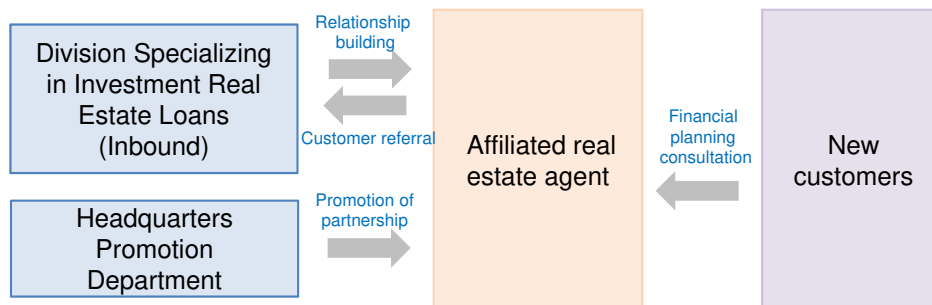 Division Specializing
in Investment Real
Estate Loans
(Inbound)
Relationship
building
Customer referral
Headquarters
Promotion
Department
Promotion of
partnership
Affiliated real
estate agent
Financial
planning
consultation
New
customers